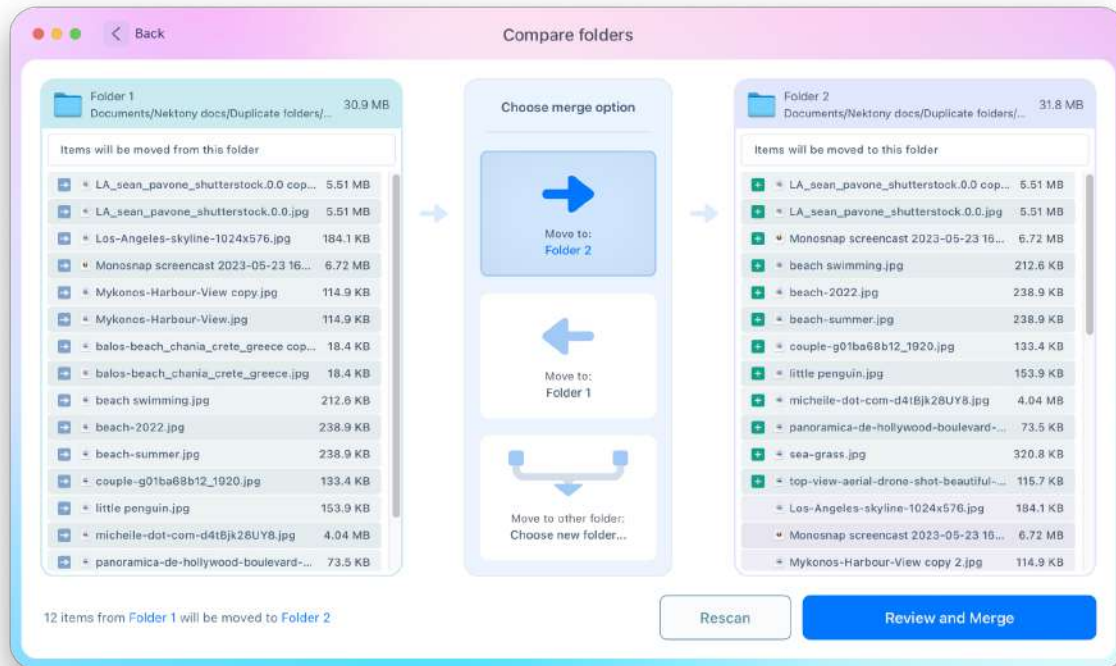 Back
Compare folders
Folder 1
Documents/Nektony docs/Duplicate folders/...
30.9 MB
Items will be moved from this folder
LA_sean_pavone_shutterstock.0.0 cop... 5.51 MB
LA_sean_pavone_shutterstock.0.0.jpg 5.51 MB
Los-Angeles-skyline-1024x576.jpg 184.1 KB
Monosnap screencast 2023-05-23 16... 6.72 MB
Mykonos-Harbour-View copy.jpg 114.9 KB
Mykonos-Harbour-View.jpg 114.9 KB
balos-beach_chania_crete_greece cop... 18.4 KB
balos-beach_chania_crete_greece.jpg 18.4 KB
beach swimming.jpg 212.6 KB
beach-2022.jpg 238.9 KB
beach-summer.jpg 238.9 KB
couple-g01ba68b12_1920.jpg 133.4 KB
little penguin.jpg 153.9 KB
micheile-dot-com-d4tBjk28UY8.jpg 4.04 MB
panoramica-de-hollywood-boulevard-... 73.5 KB
Choose merge option
Move to:
Folder 2
Move to:
Folder 1
Move to other folder:
Choose new folder...
Folder 2
Documents/Nektony docs/Duplicate folders/...
31.8 MB
Items will be moved to this folder
LA_sean_pavone_shutterstock.0.0 cop... 5.51 MB
LA_sean_pavone_shutterstock.0.0.jpg 5.51 MB
Monosnap screencast 2023-05-23 16... 6.72 MB
beach swimming.jpg 212.6 KB
beach-2022.jpg 238.9 KB
beach-summer.jpg 238.9 KB
couple-g01ba68b12_1920.jpg 133.4 KB
little penguin.jpg 153.9 KB
micheile-dot-com-d4tBjk28UY8.jpg 4.04 MB
panoramica-de-hollywood-boulevard-... 73.5 KB
sea-grass.jpg 320.8 KB
top-view-aerial-drone-shot-beautiful-... 115.7 KB
Los-Angeles-skyline-1024x576.jpg 184.1 KB
Monosnap screencast 2023-05-23 16... 6.72 MB
Mykonos-Harbour-View copy 2.jpg 114.9 KB
12 items from Folder 1 will be moved to Folder 2
Rescan
Review and Merge